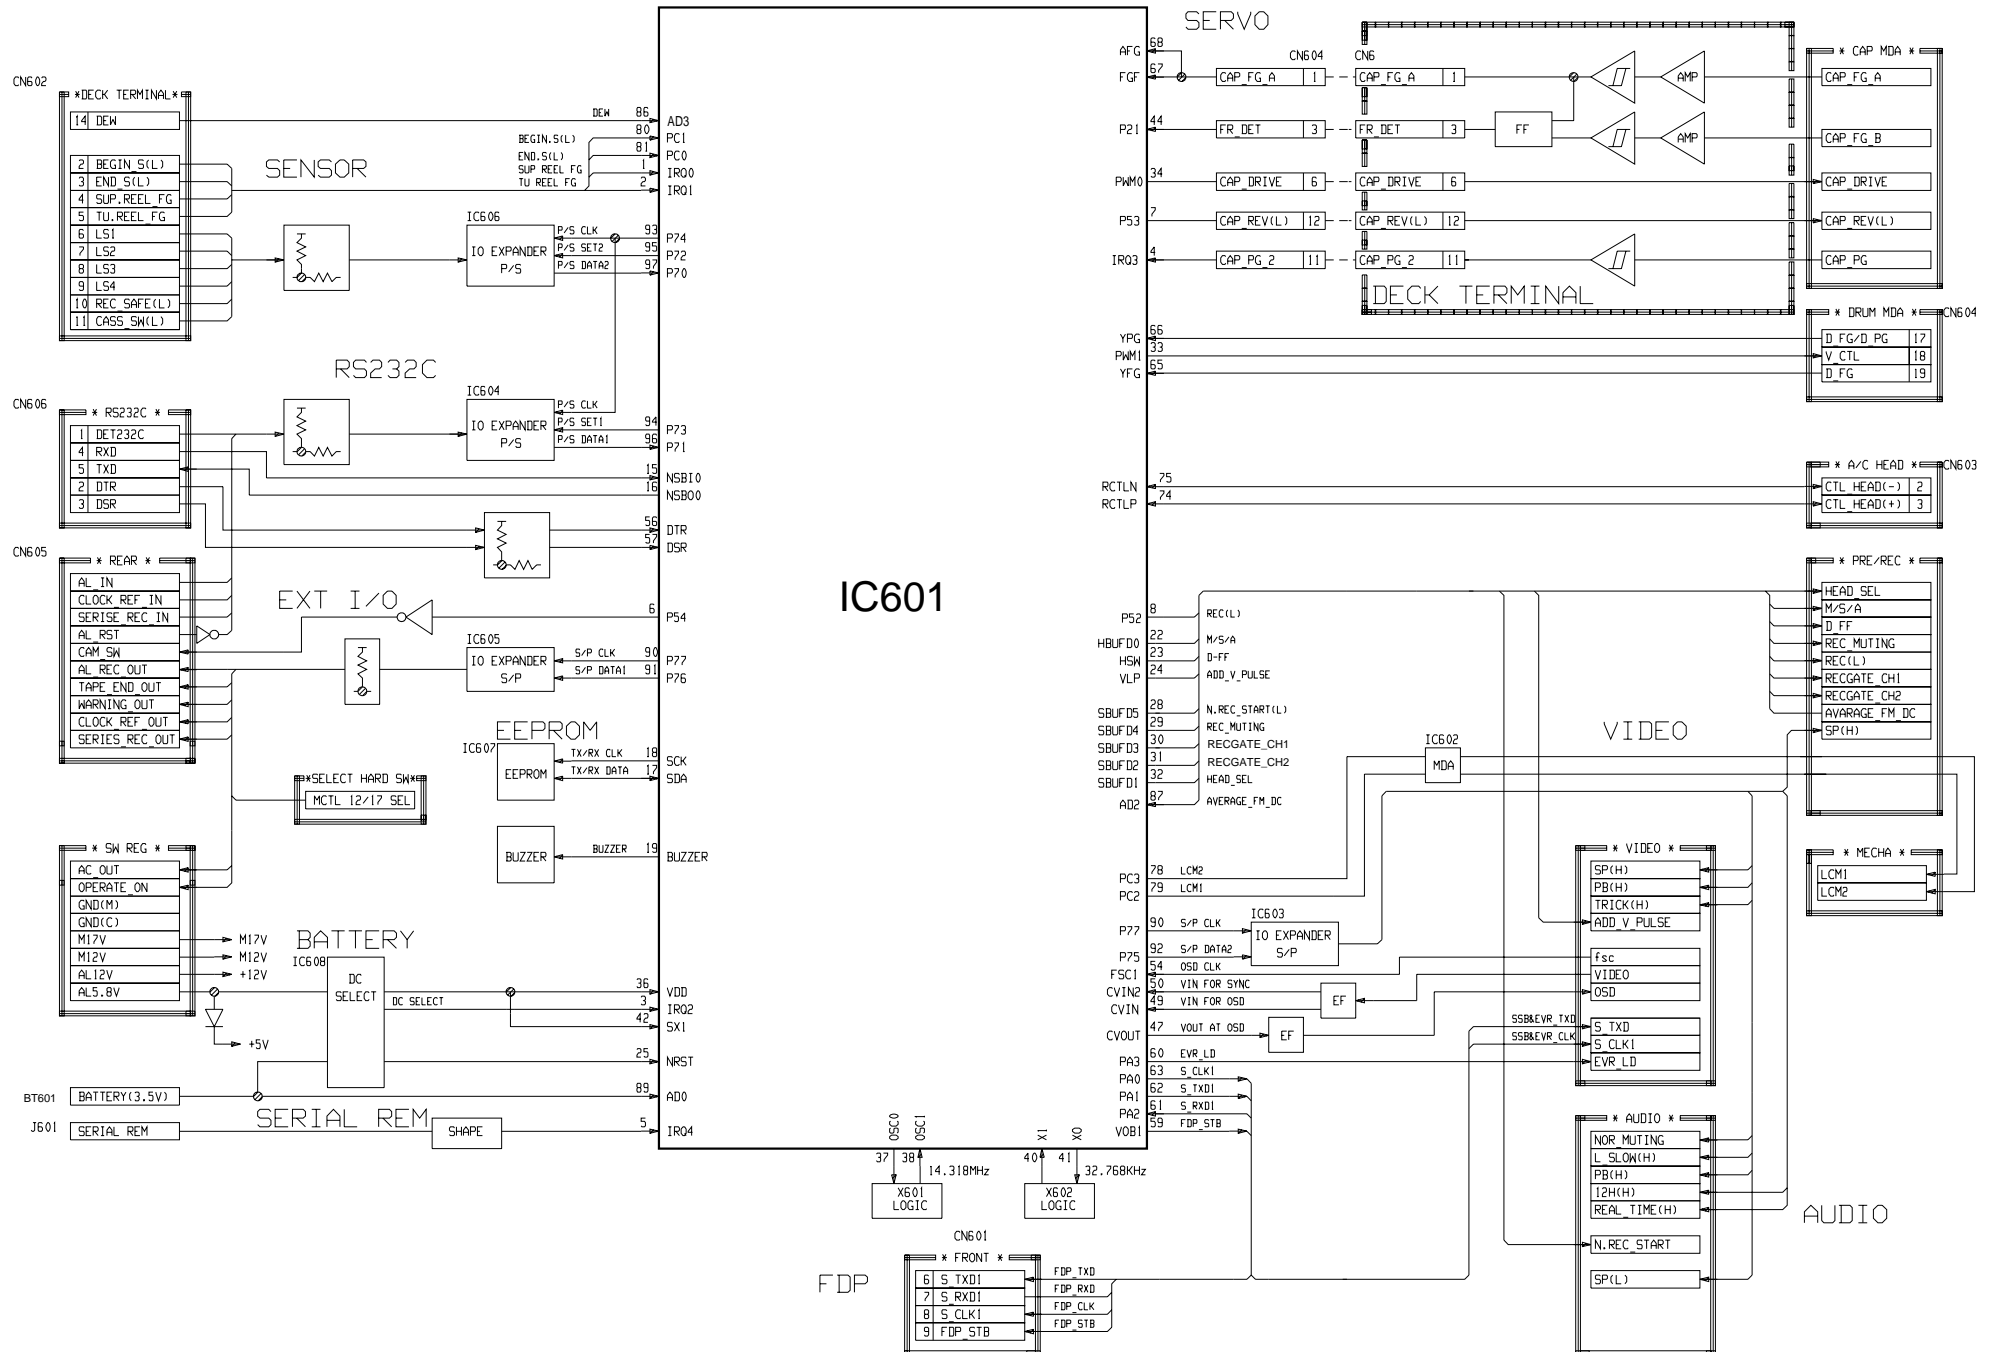 CN602
*DECK TERMINAL*
14 DEW
2 BEGIN_S(L)
3 END_S(L)
4 SUP.REEL_FG
5 TU.REEL_FG
6 LS1
7 LS2
8 LS3
9 LS4
10 REC_SAFE(L)
11 CASS_SW(L)
SENSOR
DEW
BEGIN.S(L)
END.S(L)
SUP REEL FG
TU REEL FG
86 AD3
80 PC1
81 PC0
1 IRQ0
2 IRQ1
IC606
IO EXPANDER
P/S
P/S CLK 93 P74
P/S SET2 95 P72
P/S DATA2 97 P70
RS232C
CN606
* RS232C *
1 DET232C
4 RXD
5 TXD
2 DTR
3 DSR
IC604
IO EXPANDER
P/S
P/S CLK
P/S SET1 94 P73
P/S DATA1 96 P71
15 NSBI0
16 NSBO0
56 DTR
57 DSR
CN605
* REAR *
AL_IN
CLOCK_REF_IN
SERISE_REC_IN
AL_RST
CAM_SW
AL_REC_OUT
TAPE_END_OUT
WARNING_OUT
CLOCK_REF_OUT
SERIES_REC_OUT
EXT I/O
6 P54
IC605
IO EXPANDER
S/P
S/P CLK 90 P77
S/P DATA1 91 P76
EEPROM
IC607
EEPROM
TX/RX CLK 18 SCK
TX/RX DATA 17 SDA
*SELECT HARD SW*
MCTL 12/17 SEL
BUZZER
BUZZER 19 BUZZER
* SW REG *
AC_OUT
OPERATE_ON
GND(M)
GND(C)
M17V
M12V
AL12V
AL5.8V
M17V
M12V
+12V
+5V
BATTERY
IC608
DC
SELECT
DC SELECT
36 VDD
3 IRQ2
42 SX1
25 NRST
89 AD0
BT601
BATTERY(3.5V)
SERIAL REM
J601
SERIAL REM
SHAPE
5 IRQ4
IC601
OSC0
OSC1
X1
X0
37
38
14.318MHz
X601
LOGIC
40
41
32.768KHz
X602
LOGIC
CN601
* FRONT *
6 S_TXD1
7 S_RXD1
8 S_CLK1
9 FDP_STB
FDP_TXD
FDP_RXD
FDP_CLK
FDP_STB
FDP
SERVO
AFG 68
FGF 67
P21 44
PWM0 34
P53 7
IRQ3 4
CN604
CAP_FG_A 1
FR_DET 3
CAP_DRIVE 6
CAP_REV(L) 12
CAP_PG_2 11
CN6
CAP_FG_A 1
FR_DET 3
CAP_DRIVE 6
CAP_REV(L) 12
CAP_PG_2 11
FF
AMP
AMP
DECK TERMINAL
* CAP MDA *
CAP_FG_A
CAP_FG_B
CAP_DRIVE
CAP_REV(L)
CAP_PG
* DRUM MDA *
CN604
D_FG/D_PG 17
V_CTL 18
D_FG 19
YPG 66
PWM1 33
YFG 65
* A/C HEAD *
CN603
CTL_HEAD(-) 2
CTL_HEAD(+) 3
RCTLN 75
RCTLP 74
* PRE/REC *
HEAD_SEL
M/S/A
D_FF
REC_MUTING
REC(L)
RECGATE_CH1
RECGATE_CH2
AVARAGE_FM_DC
SP(H)
P52 8 REC(L)
HBUFD0 22 M/S/A
HSW 23 D-FF
VLP 24 ADD_V_PULSE
SBUFD5 28 N.REC_START(L)
SBUFD4 29 REC_MUTING
SBUFD3 30 RECGATE_CH1
SBUFD2 31 RECGATE_CH2
SBUFD1 32 HEAD_SEL
AD2 87 AVERAGE_FM_DC
VIDEO
IC602
MDA
* MECHA *
LCM1
LCM2
PC3 78 LCM2
PC2 79 LCM1
P77 90 S/P CLK
P75 92 S/P DATA2
IC603
IO EXPANDER
S/P
FSC1 54 OSD CLK
CVIN2 50 VIN FOR SYNC
CVIN 49 VIN FOR OSD
CVOUT 47 VOUT AT OSD
EF
EF
PA3 60 EVR_LD
PA0 63 S_CLK1
PA1 62 S_TXD1
PA2 61 S_RXD1
VOB1 59 FDP_STB
* VIDEO *
SP(H)
PB(H)
TRICK(H)
ADD_V_PULSE
fsc
VIDEO
OSD
SSB&EVR_TXD
SSB&EVR_CLK
S_TXD
S_CLK1
EVR_LD
* AUDIO *
NOR_MUTING
L_SLOW(H)
PB(H)
12H(H)
REAL_TIME(H)
N.REC_START
SP(L)
AUDIO